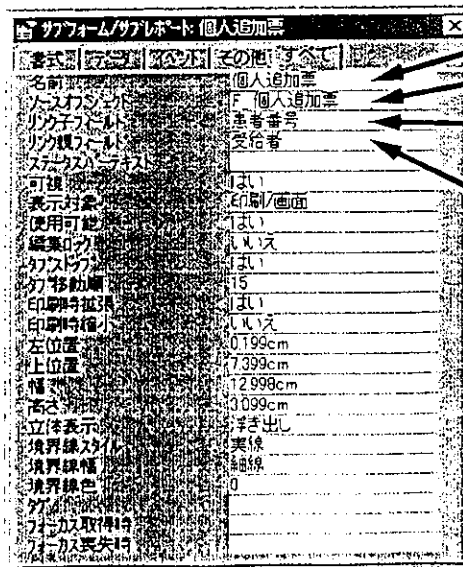 サブフォーム/サブレポート: 個人追加票
書式 データ イベント その他 すべて
名前 個人追加票
ソースオブジェクト F_個人追加票
リンク子フィールド 患者番号
リンク親フィールド 受給者
ステータスバーテキスト
可視 はい
表示対象 印刷/画面
使用可能 はい
編集ロック いいえ
タブストップ はい
タブ移動順 15
印刷時拡張 はい
印刷時縮小 いいえ
左位置 0.199cm
上位置 7.399cm
幅 12.998cm
高さ 3.099cm
立体表示 浮き出し
境界線スタイル 実線
境界線幅 細線
境界線色 0
タグ
フォーカス取得時
フォーカス喪失時